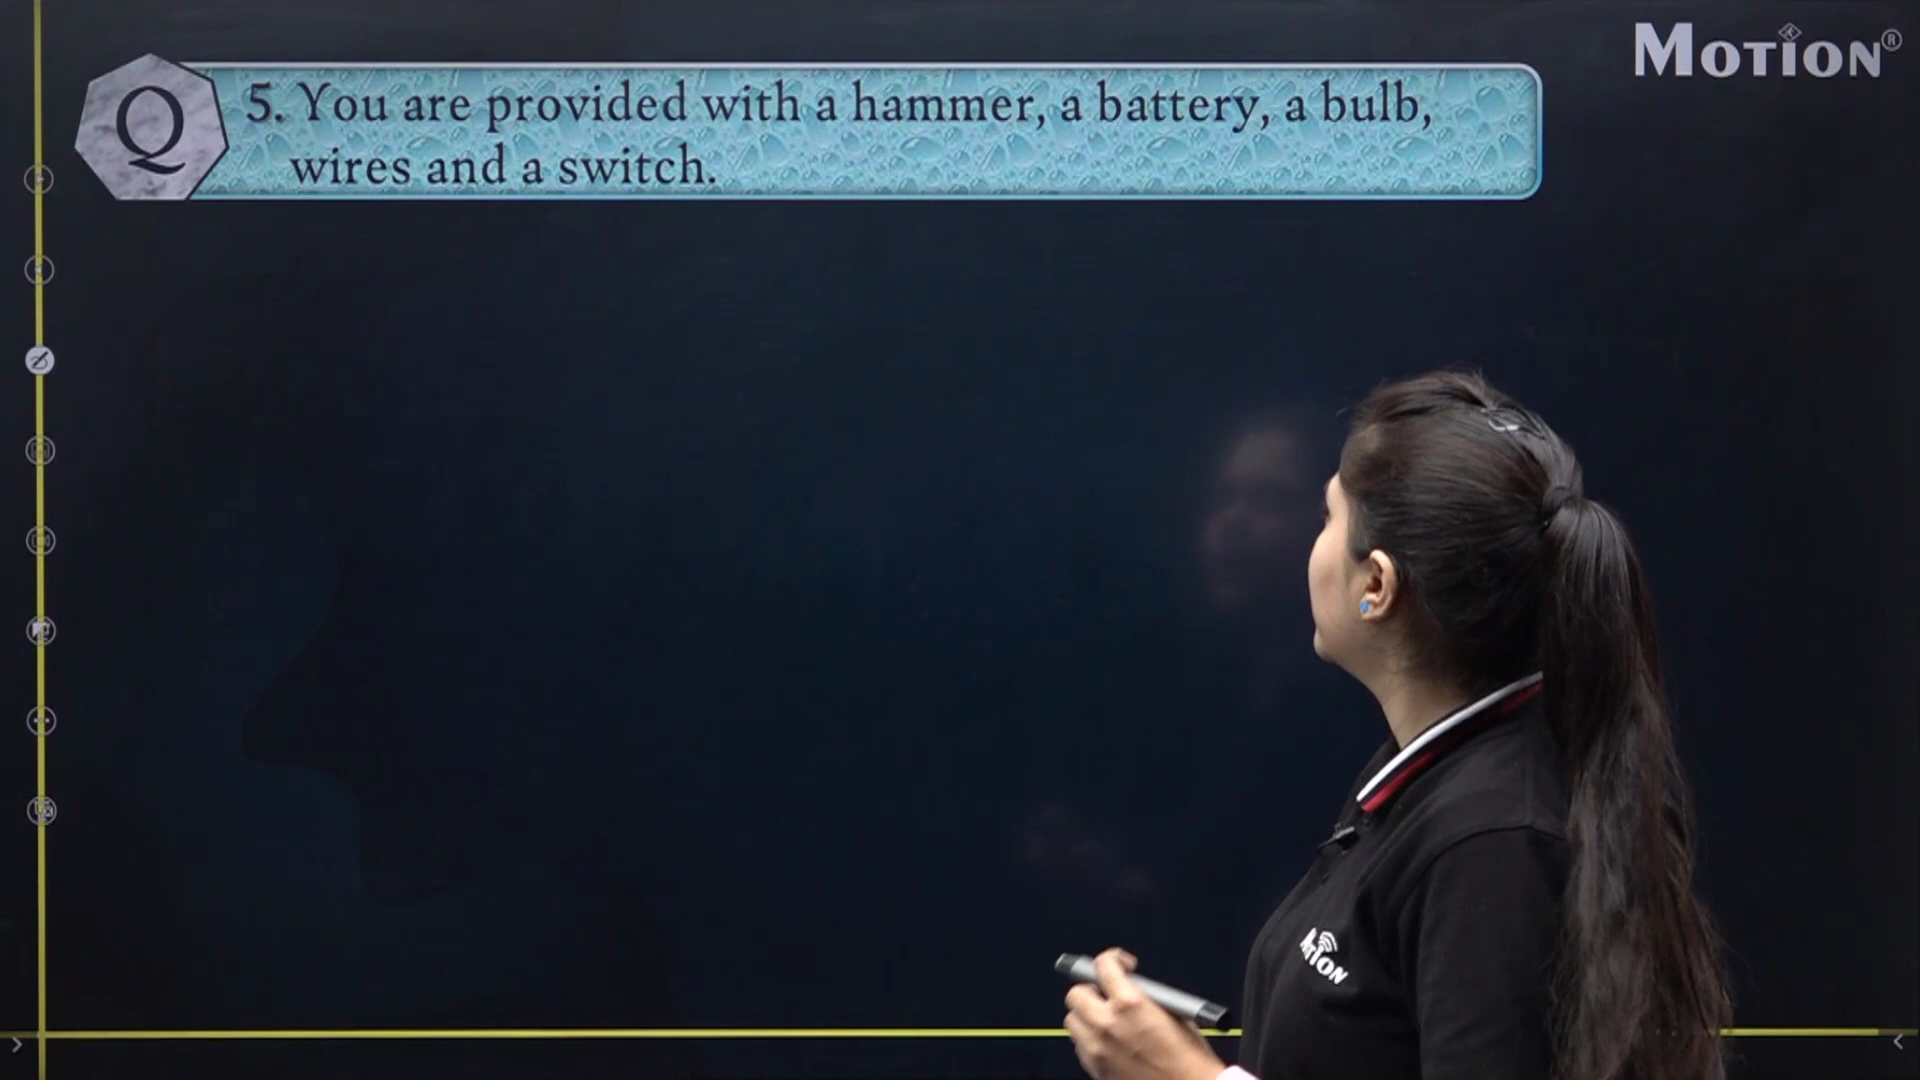 MOTION®
Q
5. You are provided with a hammer, a battery, a bulb,
wires and a switch.
MOTION